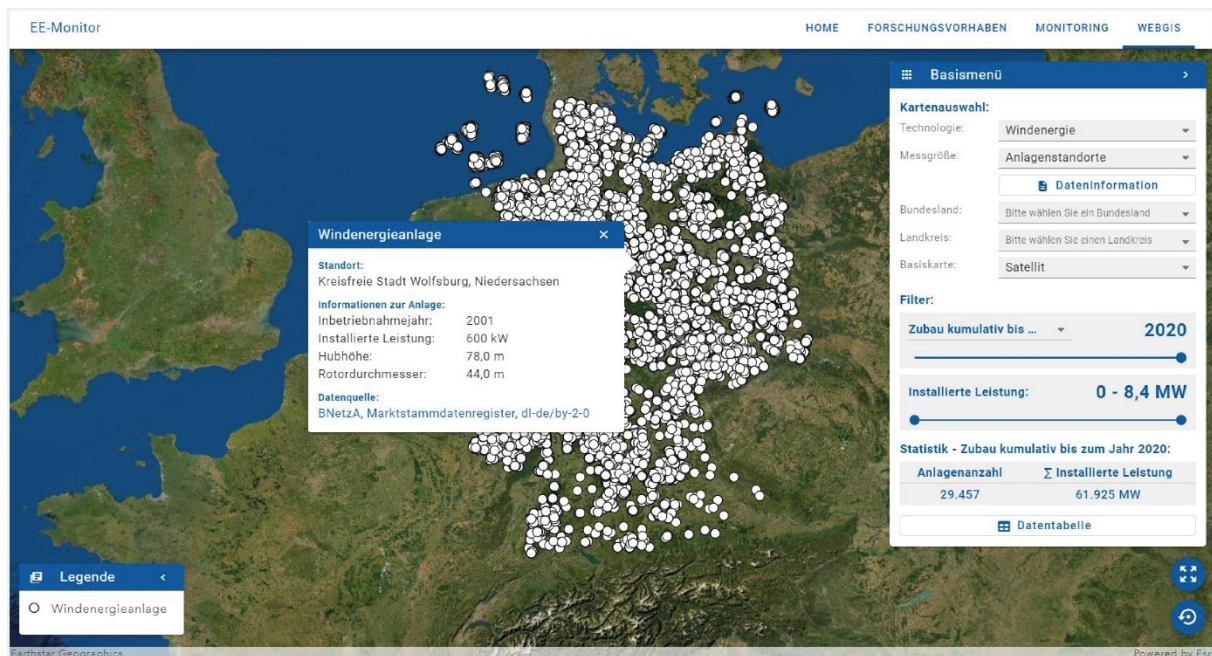 EE-Monitor
HOME FORSCHUNGSVORHABEN MONITORING WEBGIS
Basismenü
Kartenauswahl:
Technologie: Windenergie
Messgröße: Anlagenstandorte
Dateninformation
Bundesland: Bitte wählen Sie ein Bundesland
Landkreis: Bitte wählen Sie einen Landkreis
Basiskarte: Satellit
Filter:
Zubau kumulativ bis ... 2020
Installierte Leistung: 0 - 8,4 MW
Statistik - Zubau kumulativ bis zum Jahr 2020:
Anlagenanzahl ∑ Installierte Leistung
29.457 61.925 MW
Datentabelle
Windenergieanlage
Standort:
Kreisfreie Stadt Wolfsburg, Niedersachsen
Informationen zur Anlage:
Inbetriebnahmejahr: 2001
Installierte Leistung: 600 kW
Hubhöhe: 78,0 m
Rotordurchmesser: 44,0 m
Datenquelle:
BNetzA, Marktstammdatenregister, dl-de/by-2-0
Legende
Windenergieanlage
Earthstar Geographics
Powered by Esri